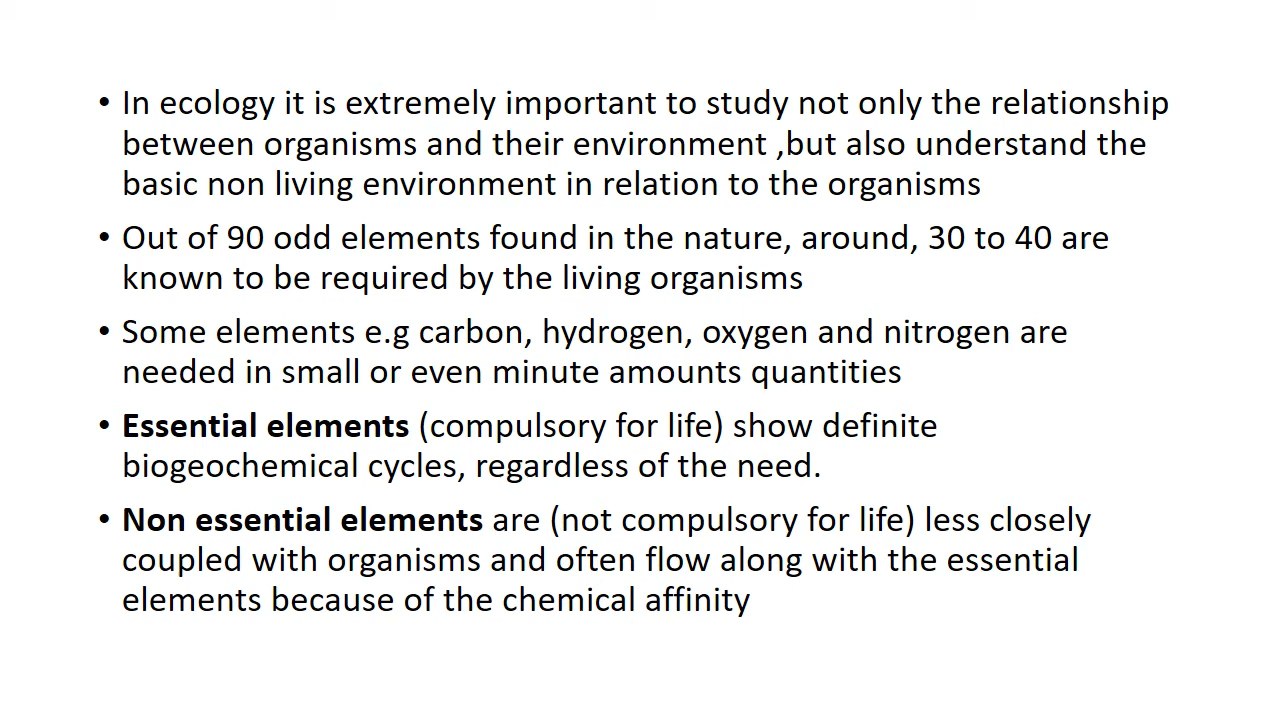 • In ecology it is extremely important to study not only the relationship
between organisms and their environment ,but also understand the
basic non living environment in relation to the organisms
• Out of 90 odd elements found in the nature, around, 30 to 40 are
known to be required by the living organisms
• Some elements e.g carbon, hydrogen, oxygen and nitrogen are
needed in small or even minute amounts quantities
• Essential elements (compulsory for life) show definite
biogeochemical cycles, regardless of the need.
• Non essential elements are (not compulsory for life) less closely
coupled with organisms and often flow along with the essential
elements because of the chemical affinity